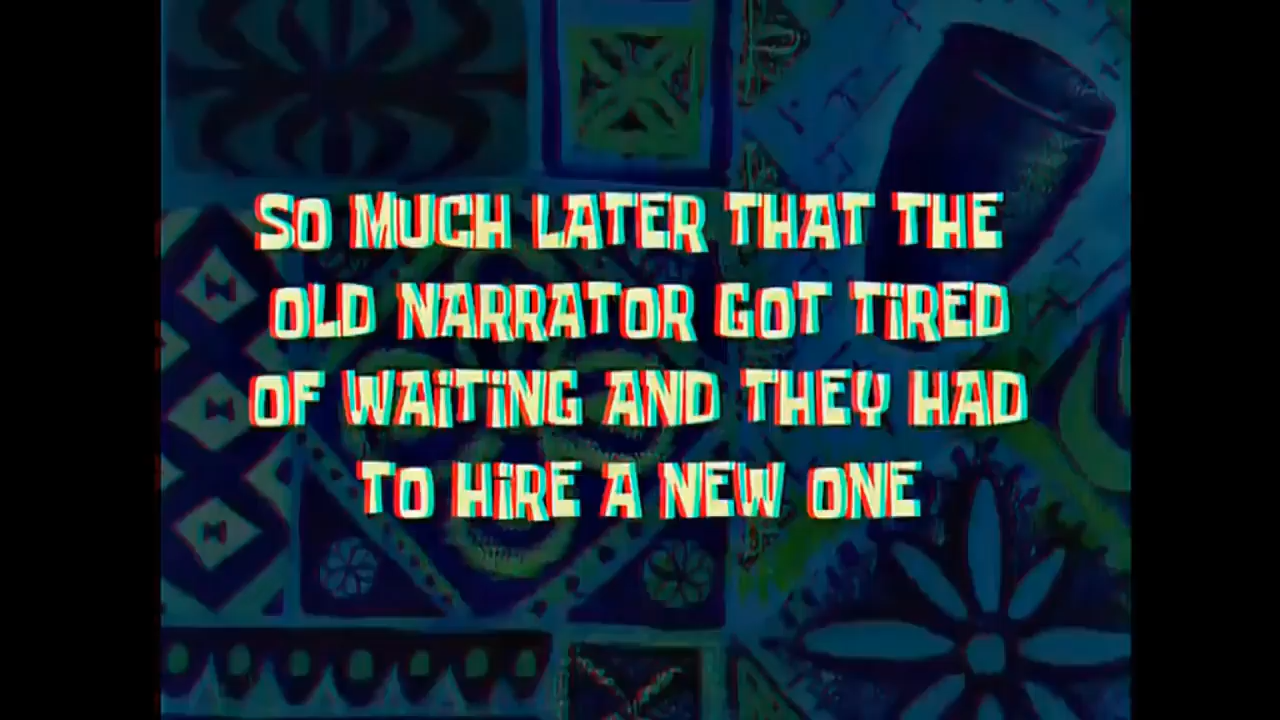 SO MUCH LATER THAT THE
OLD NARRATOR GOT TiRED
OF WAiTiNG AND THEY HAD
TO HiRE A NEW ONE